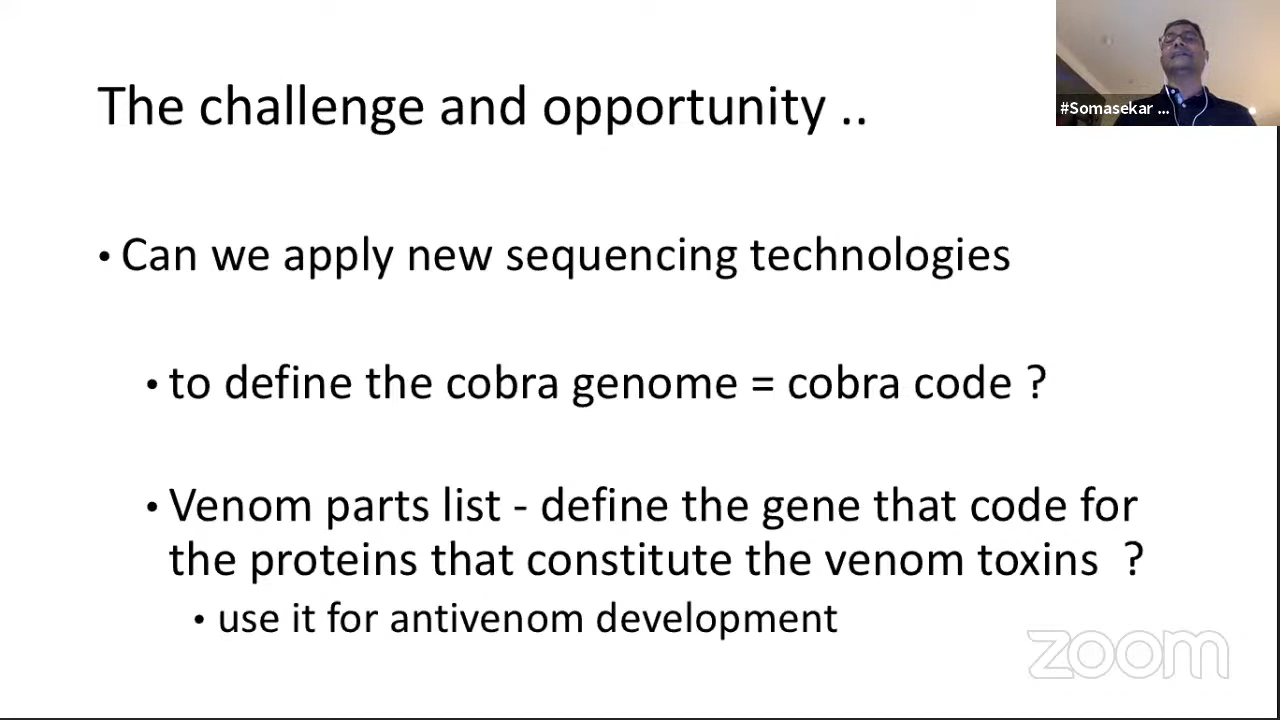 The challenge and opportunity ..
#Somasekar ...
• Can we apply new sequencing technologies
• to define the cobra genome = cobra code ?
• Venom parts list - define the gene that code for
the proteins that constitute the venom toxins ?
• use it for antivenom development
zoom